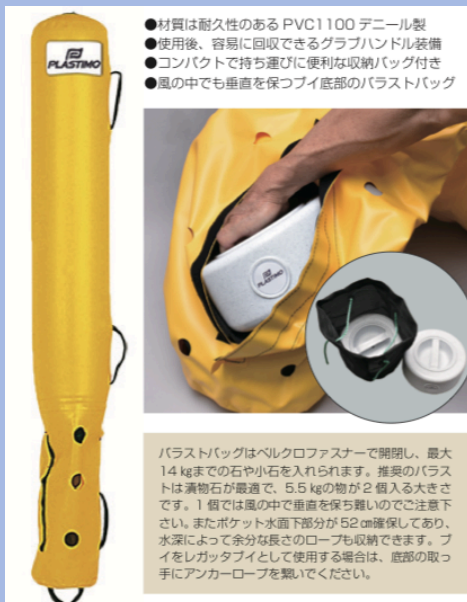 PLASTIMO
●材質は耐久性のあるPVC1100デニール製
●使用後、容易に回収できるグラブハンドル装備
●コンパクトで持ち運びに便利な収納バッグ付き
●風の中でも垂直を保つブイ底部のバラストバッグ
PLASTIMO
バラストバッグはベルクロファスナーで開閉し、最大
14kgまでの石や小石を入れられます。推奨のバラス
トは漬物石が最適で、5.5kgの物が2個入る大きさ
です。1個では風の中で垂直を保ち難いのでご注意下
さい。またポケット水面下部分が52㎝確保してあり、
水深によって余分な長さのロープも収納できます。ブ
イをレガッタブイとして使用する場合は、底部の取っ
手にアンカーロープを繋いでください。